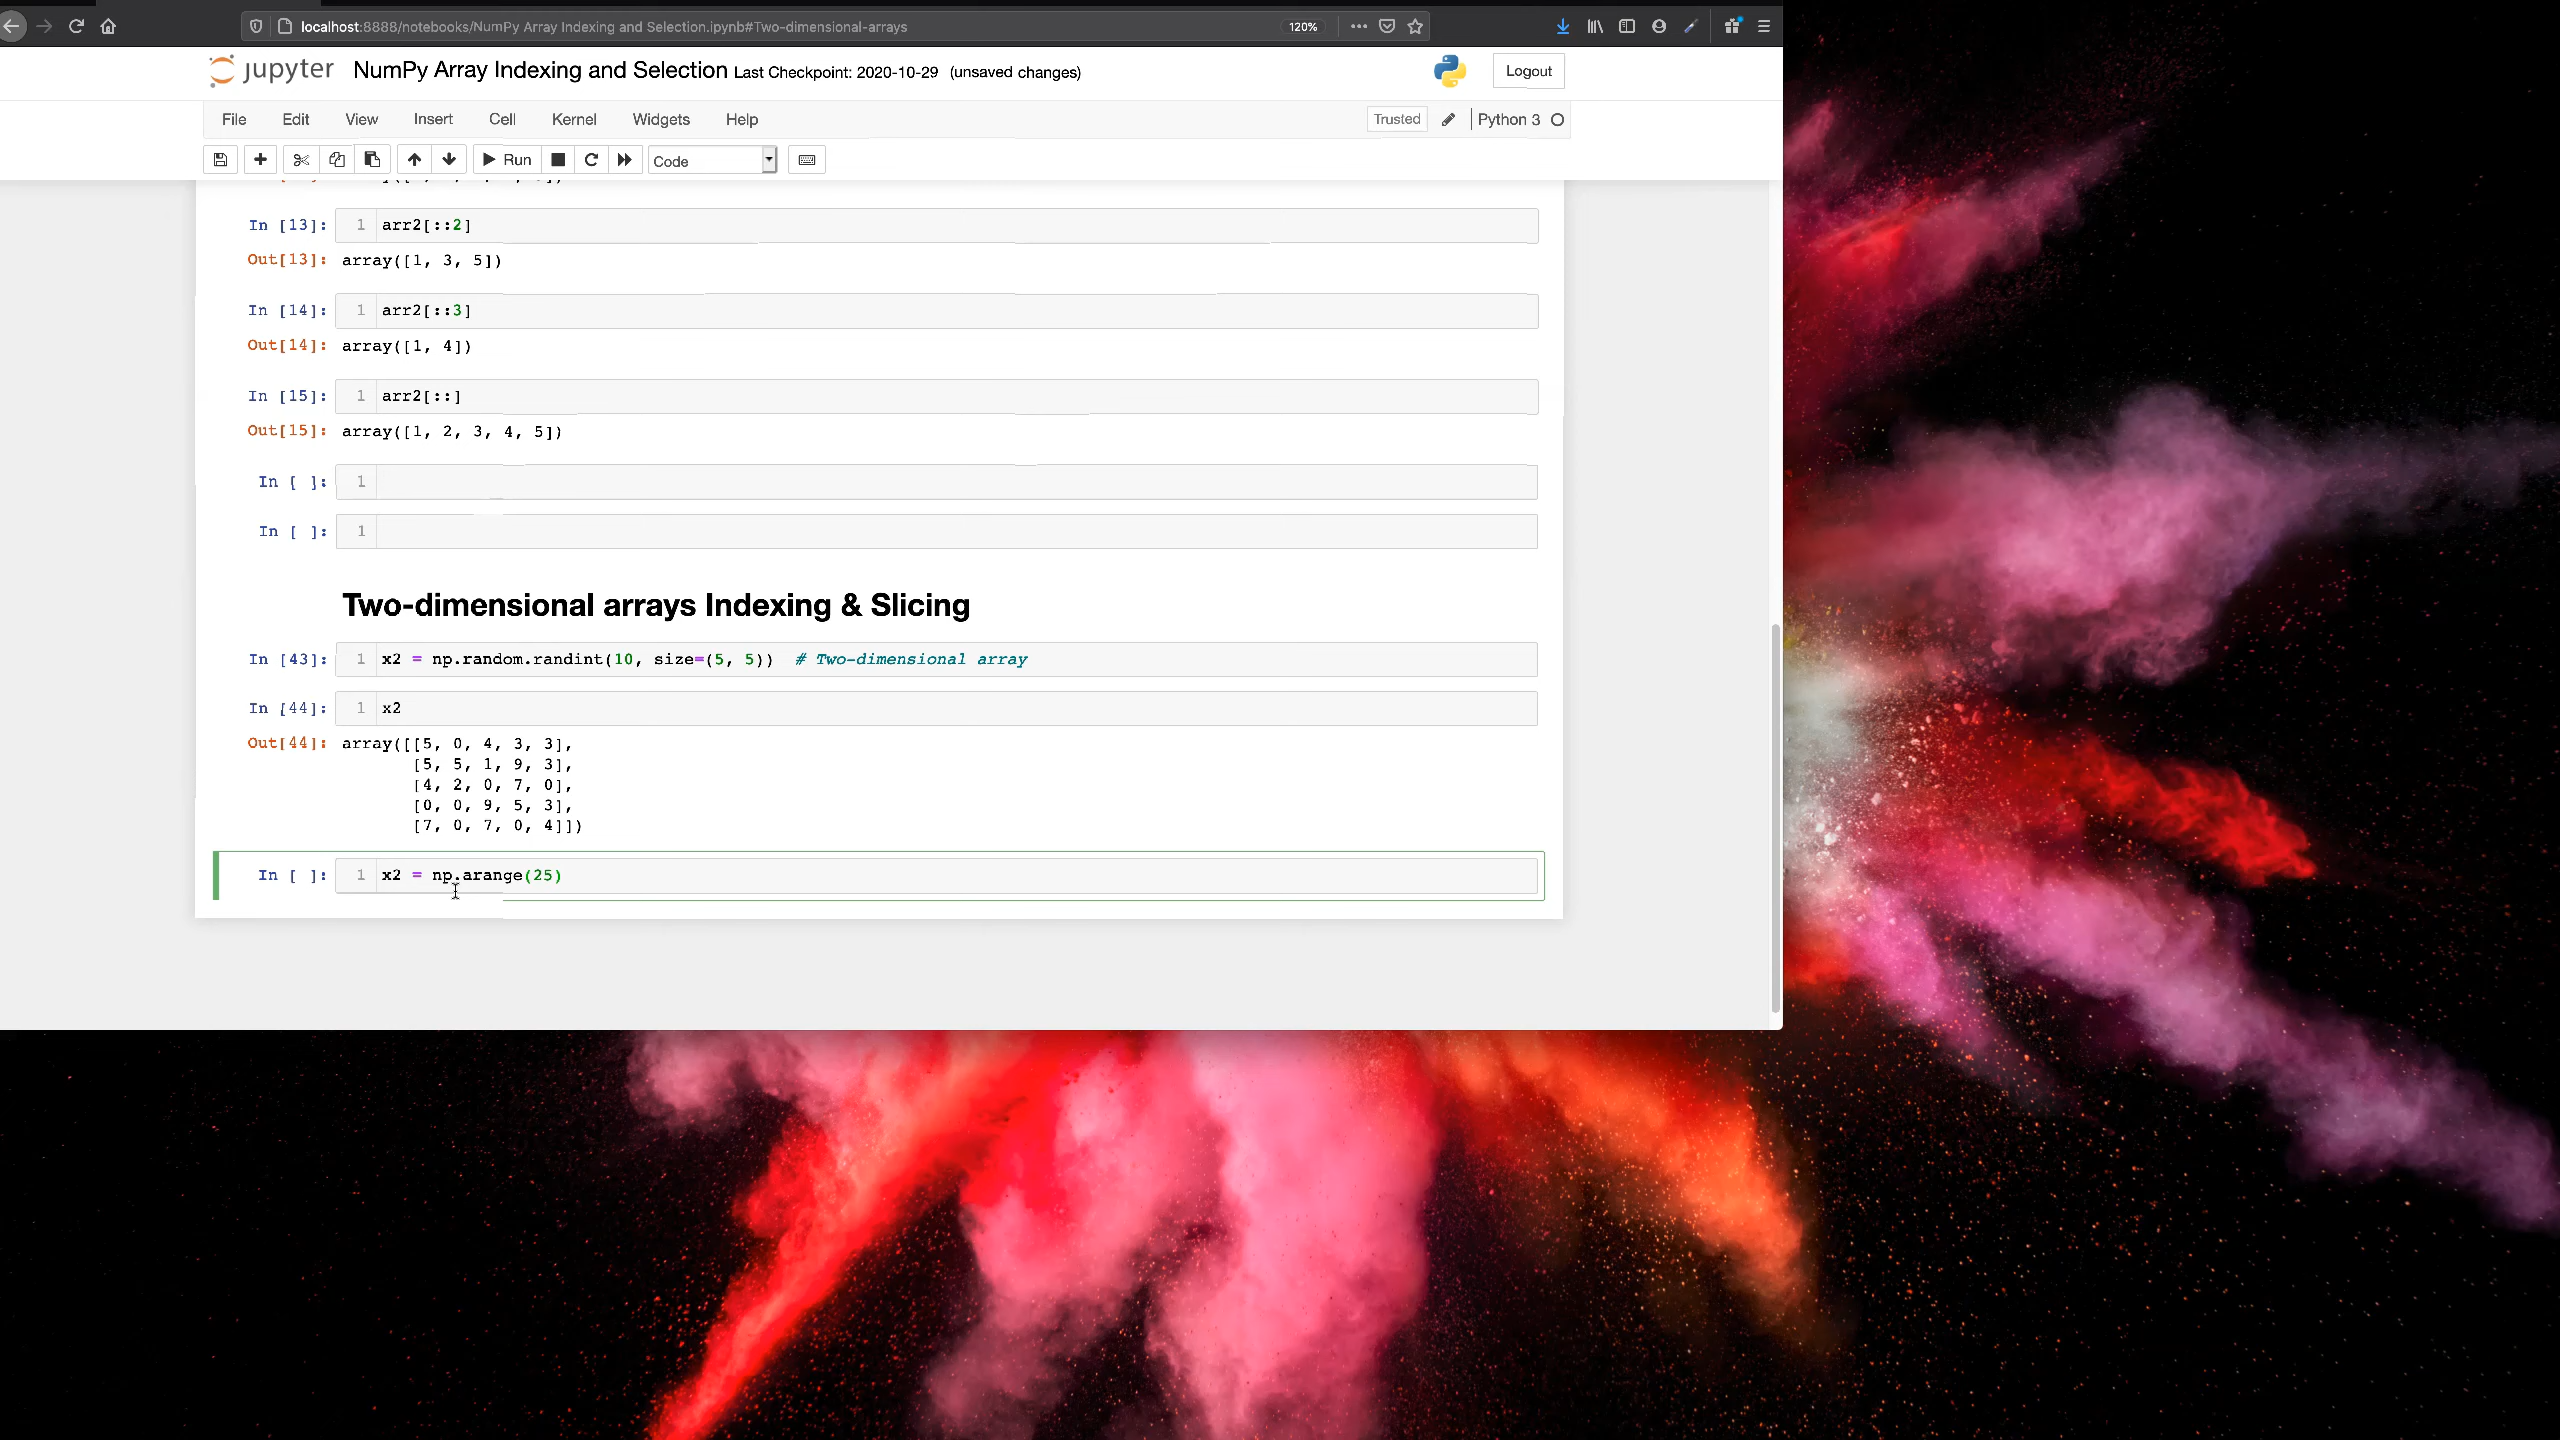 localhost:8888/notebooks/NumPy Array Indexing and Selection.ipynb#Two-dimensional-arrays 120%
jupyter NumPy Array Indexing and Selection Last Checkpoint: 2020-10-29 (unsaved changes) Logout
File Edit View Insert Cell Kernel Widgets Help Trusted Python 3
Run Code
In [13]: 1 arr2[::2]
Out[13]: array([1, 3, 5])
In [14]: 1 arr2[::3]
Out[14]: array([1, 4])
In [15]: 1 arr2[::]
Out[15]: array([1, 2, 3, 4, 5])
In [ ]: 1
In [ ]: 1
Two-dimensional arrays Indexing & Slicing
In [43]: 1 x2 = np.random.randint(10, size=(5, 5)) # Two-dimensional array
In [44]: 1 x2
Out[44]: array([[5, 0, 4, 3, 3],
[5, 5, 1, 9, 3],
[4, 2, 0, 7, 0],
[0, 0, 9, 5, 3],
[7, 0, 7, 0, 4]])
In [ ]: 1 x2 = np.arange(25)